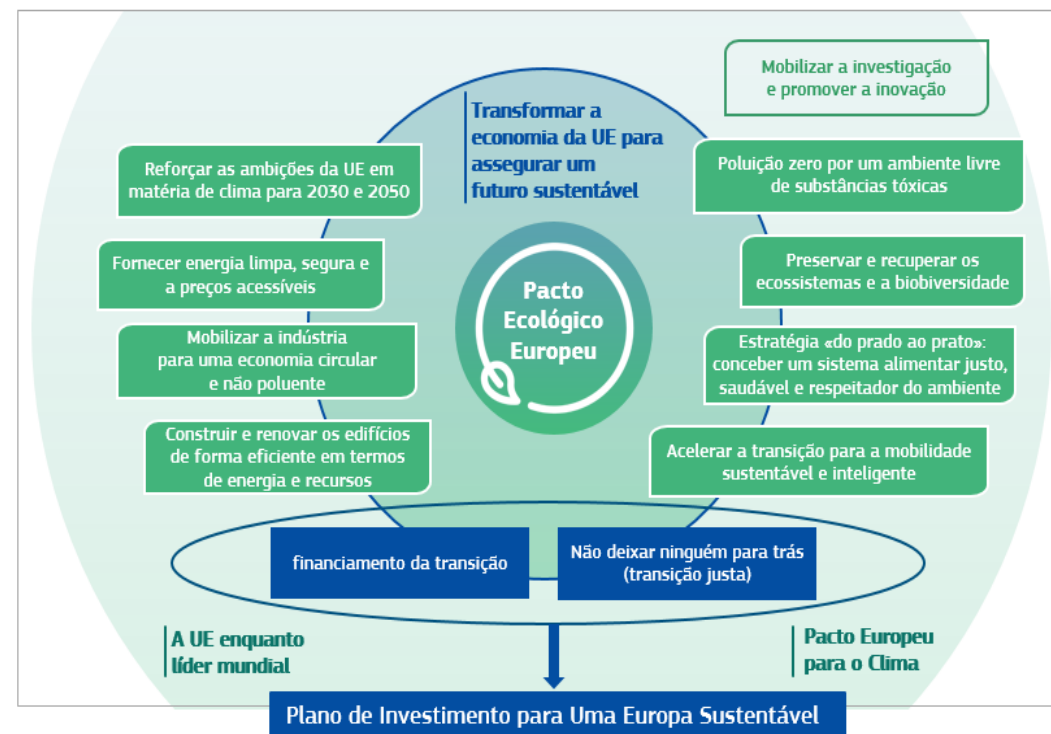 Mobilizar a investigação
e promover a inovação
Transformar a
economia da UE para
assegurar um
futuro sustentável
Reforçar as ambições da UE em
matéria de clima para 2030 e 2050
Poluição zero por um ambiente livre
de substâncias tóxicas
Fornecer energia limpa, segura e
a preços acessíveis
Preservar e recuperar os
ecossistemas e a biobiversidade
Pacto
Ecológico
Europeu
Mobilizar a indústria
para uma economia circular
e não poluente
Estratégia «do prado ao prato»:
conceber um sistema alimentar justo,
saudável e respeitador do ambiente
Construir e renovar os edifícios
de forma eficiente em termos
de energia e recursos
Acelerar a transição para a mobilidade
sustentável e inteligente
financiamento da transição
Não deixar ninguém para trás
(transição justa)
A UE enquanto
líder mundial
Pacto Europeu
para o Clima
Plano de Investimento para Uma Europa Sustentável